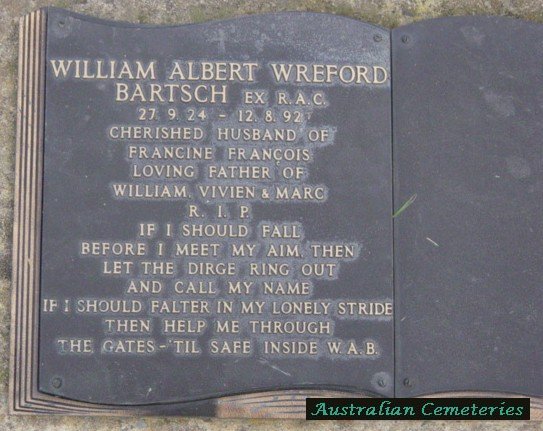 WILLIAM ALBERT WREFORD
BARTSCH EX R.A.C.
27. 9. 24 - 12. 8. 92
CHERISHED HUSBAND OF
FRANCINE FRANÇOIS
LOVING FATHER OF
WILLIAM, VIVIEN & MARC
R. I. P.
IF I SHOULD FALL
BEFORE I MEET MY AIM, THEN
LET THE DIRGE RING OUT
AND CALL MY NAME
IF I SHOULD FALTER IN MY LONELY STRIDE
THEN HELP ME THROUGH
THE GATES - 'TIL SAFE INSIDE W.A.B.
Australian Cemeteries